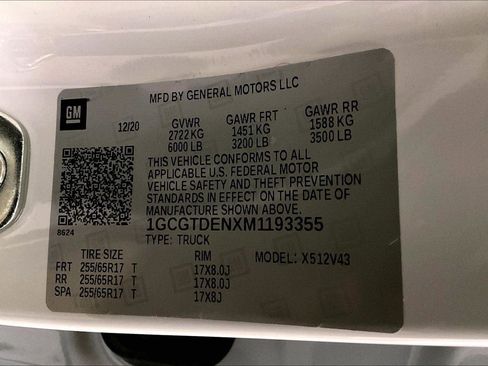 MFD BY GENERAL MOTORS LLC
GM
12/20 GVWR GAWR FRT GAWR RR
2722 KG 1451 KG 1588 KG
6000 LB 3200 LB 3500 LB
THIS VEHICLE CONFORMS TO ALL
APPLICABLE U.S. FEDERAL MOTOR
VEHICLE SAFETY AND THEFT PREVENTION
STANDARDS IN EFFECT ON THE DATE OF
MANUFACTURE SHOWN ABOVE.
8624 1GCGTDENXM1193355
TYPE: TRUCK
TIRE SIZE RIM MODEL: X512V43
FRT 255/65R17 T 17X8.0J
RR 255/65R17 T 17X8.0J
SPA 255/65R17 T 17X8J